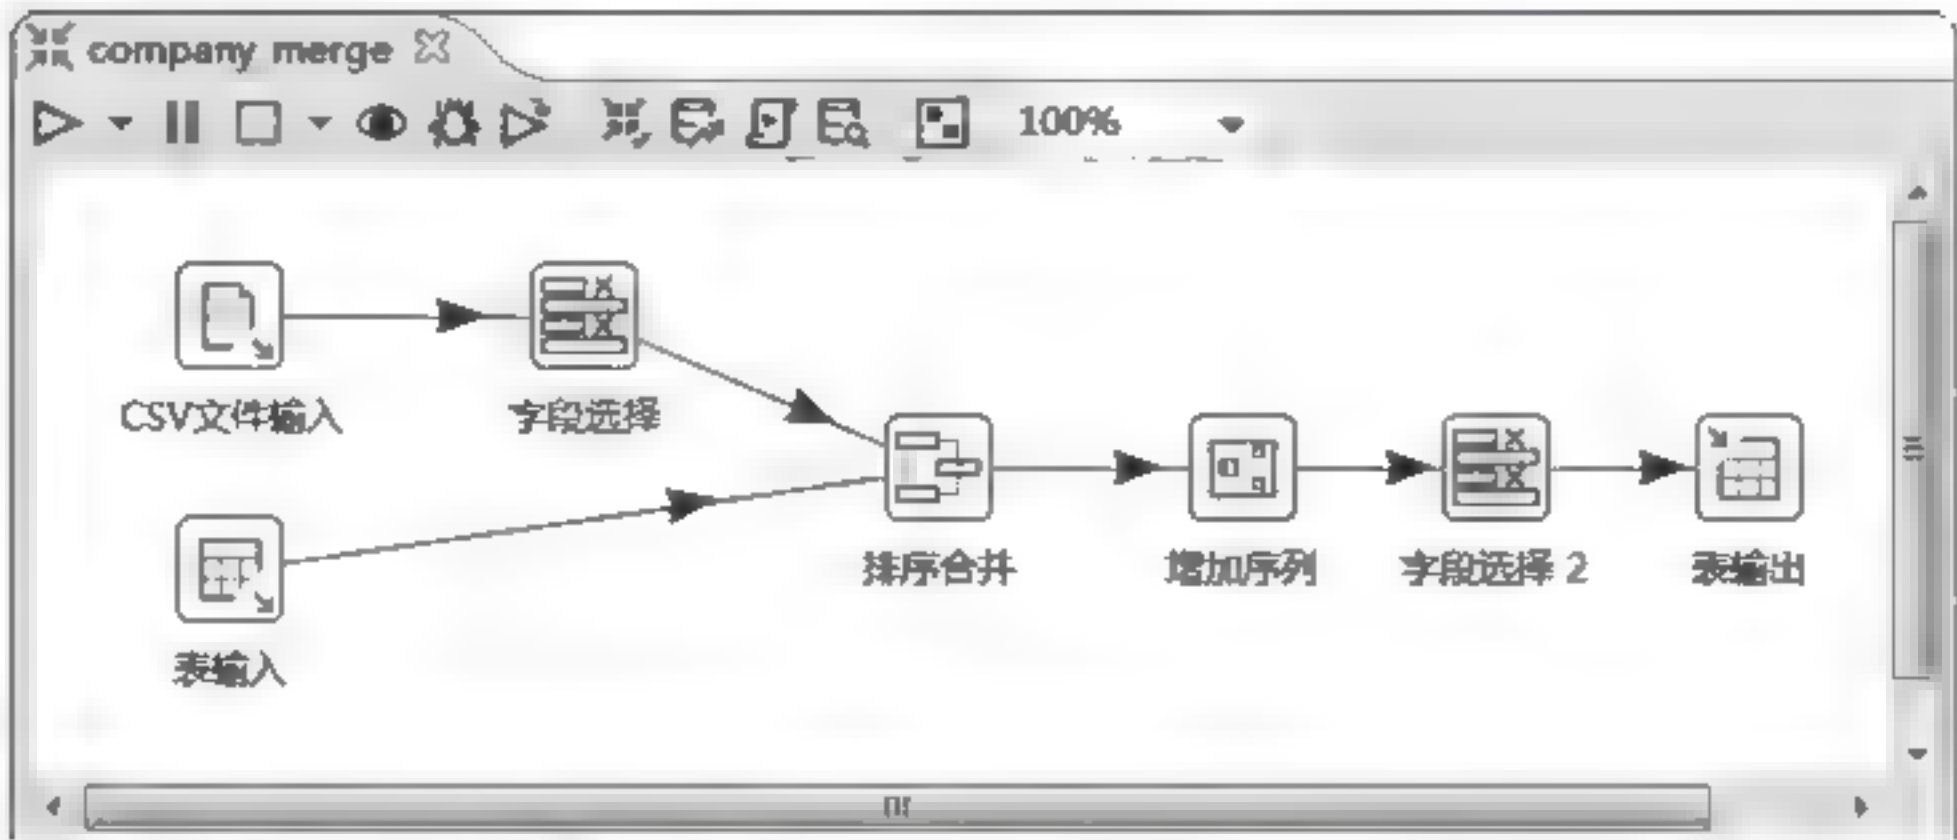 company merge
100%
CSV文件输入
字段选择
排序合并
增加序列
字段选择 2
表输出
表输入